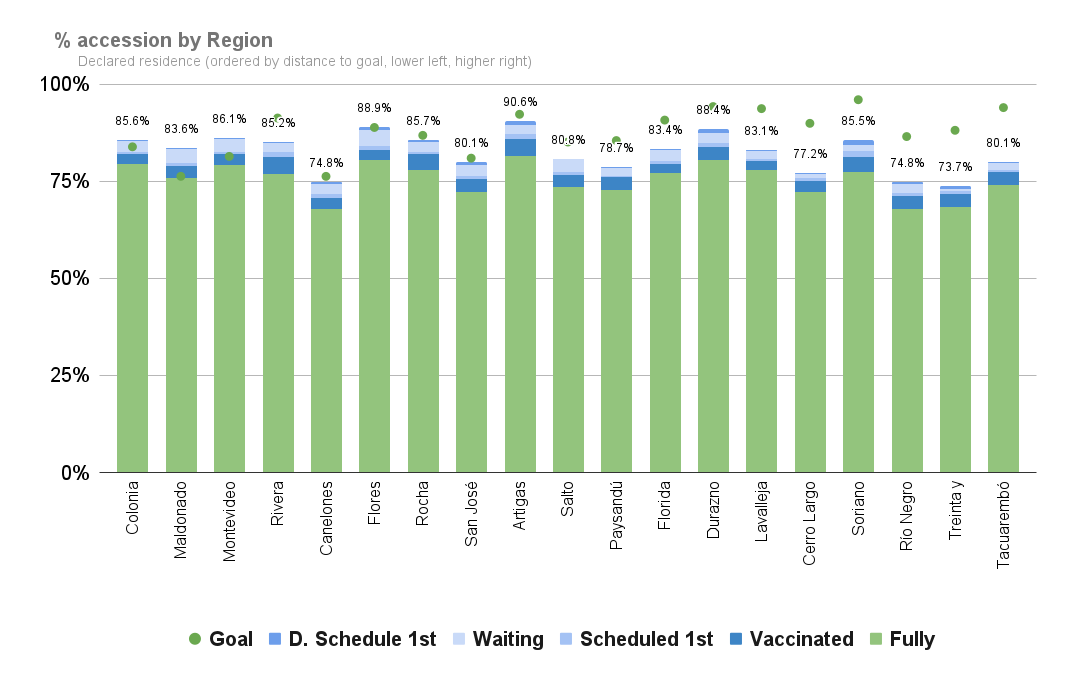 % accession by Region
Declared residence (ordered by distance to goal, lower left, higher right)
100%
75%
50%
25%
0%
85.6%
83.6%
86.1%
85.2%
74.8%
88.9%
85.7%
80.1%
90.6%
80.8%
78.7%
83.4%
88.4%
83.1%
77.2%
85.5%
74.8%
73.7%
80.1%
Colonia
Maldonado
Montevideo
Rivera
Canelones
Flores
Rocha
San José
Artigas
Salto
Paysandú
Florida
Durazno
Lavalleja
Cerro Largo
Soriano
Río Negro
Treinta y
Tacuarembó
Goal D. Schedule 1st Waiting Scheduled 1st Vaccinated Fully